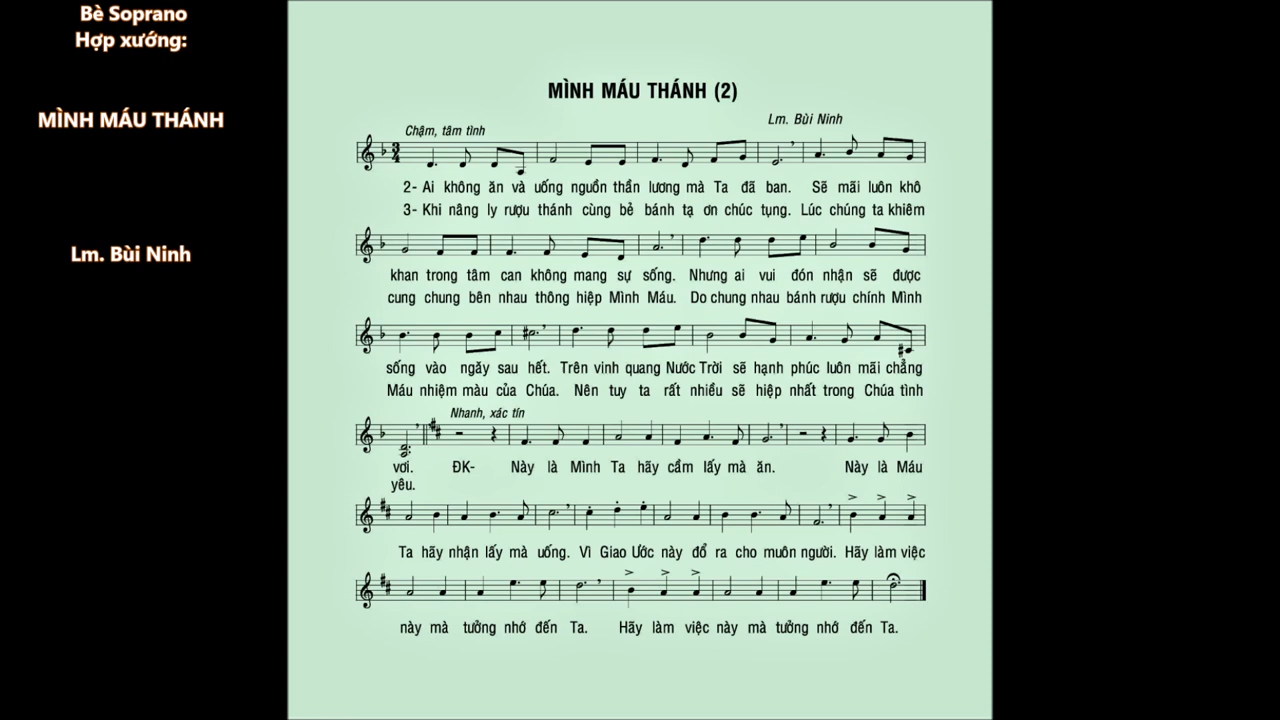 Bè Soprano
Hợp xướng:
MÌNH MÁU THÁNH
Lm. Bùi Ninh
MÌNH MÁU THÁNH (2)
Lm. Bùi Ninh
Chậm, tâm tình
3
4
2- Ai không ăn và uống nguồn thần lương mà Ta đã ban. Sẽ mãi luôn khô
3- Khi nâng ly rượu thánh cùng bẻ bánh tạ ơn chúc tụng. Lúc chúng ta khiêm
khan trong tâm can không mang sự sống. Nhưng ai vui đón nhận sẽ được
cung chung bên nhau thông hiệp Mình Máu. Do chung nhau bánh rượu chính Mình
sống vào ngày sau hết. Trên vinh quang Nước Trời sẽ hạnh phúc luôn mãi chẳng
Máu nhiệm màu của Chúa. Nên tuy ta rất nhiều sẽ hiệp nhất trong Chúa tình
Nhanh, xác tín
vơi. ĐK- Này là Mình Ta hãy cầm lấy mà ăn. Này là Máu
yêu.
Ta hãy nhận lấy mà uống. Vì Giao Ước này đổ ra cho muôn người. Hãy làm việc
này mà tưởng nhớ đến Ta. Hãy làm việc này mà tưởng nhớ đến Ta.